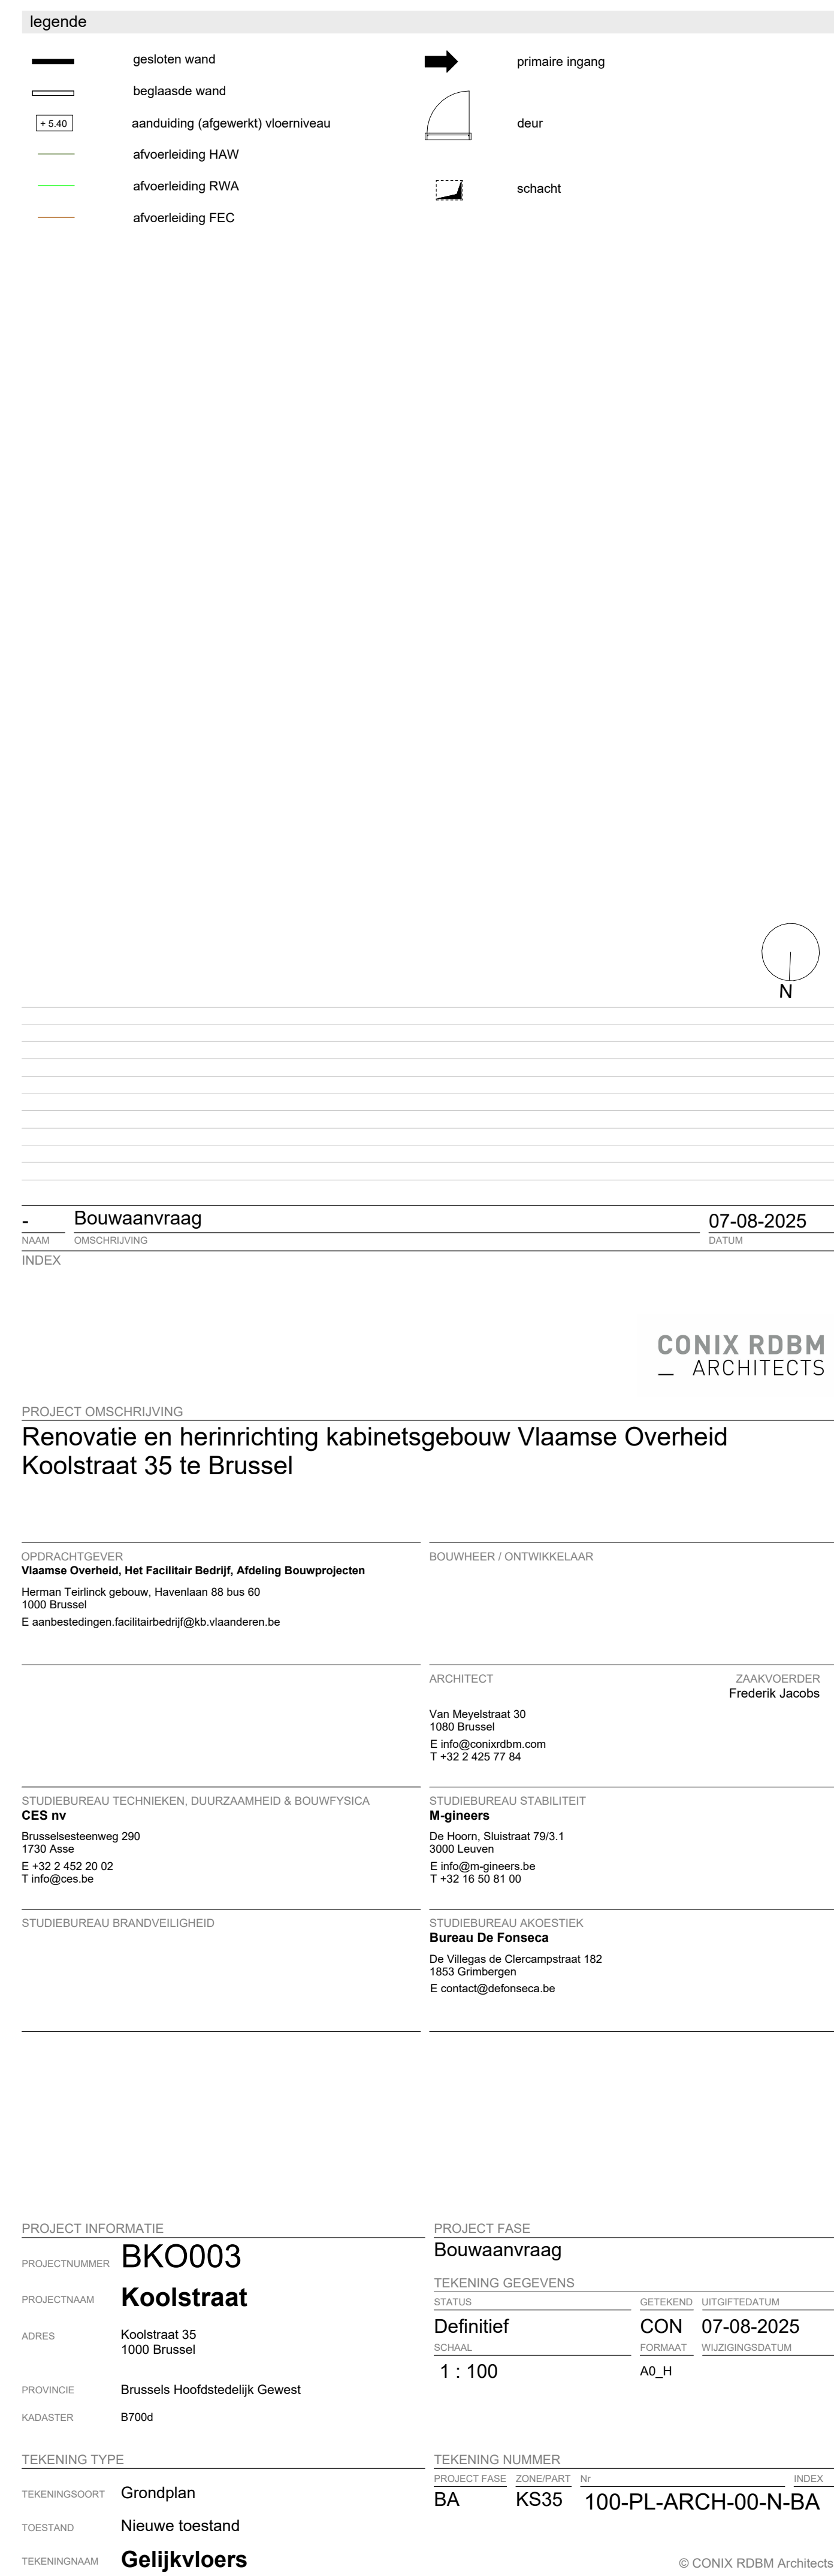 legende
gesloten wand
beglaasde wand
+ 5.40 aanduiding (afgewerkt) vloerniveau
afvoerleiding HAW
afvoerleiding RWA
afvoerleiding FEC
primaire ingang
deur
schacht
N
- Bouwaanvraag 07-08-2025
NAAM OMSCHRIJVING DATUM
INDEX
CONIX RDBM
_ ARCHITECTS
PROJECT OMSCHRIJVING
Renovatie en herinrichting kabinetsgebouw Vlaamse Overheid
Koolstraat 35 te Brussel
OPDRACHTGEVER
Vlaamse Overheid, Het Facilitair Bedrijf, Afdeling Bouwprojecten
Herman Teirlinck gebouw, Havenlaan 88 bus 60
1000 Brussel
E aanbestedingen.facilitairbedrijf@kb.vlaanderen.be
BOUWHEER / ONTWIKKELAAR
ARCHITECT ZAAKVOERDER
Frederik Jacobs
Van Meyelstraat 30
1080 Brussel
E info@conixrdbm.com
T +32 2 425 77 84
STUDIEBUREAU TECHNIEKEN, DUURZAAMHEID & BOUWFYSICA
CES nv
Brusselsesteenweg 290
1730 Asse
E +32 2 452 20 02
T info@ces.be
STUDIEBUREAU STABILITEIT
M-gineers
De Hoorn, Sluistraat 79/3.1
3000 Leuven
E info@m-gineers.be
T +32 16 50 81 00
STUDIEBUREAU BRANDVEILIGHEID
STUDIEBUREAU AKOESTIEK
Bureau De Fonseca
De Villegas de Clercampstraat 182
1853 Grimbergen
E contact@defonseca.be
PROJECT INFORMATIE
PROJECTNUMMER BKO003
PROJECTNAAM Koolstraat
ADRES Koolstraat 35
1000 Brussel
PROVINCIE Brussels Hoofdstedelijk Gewest
KADASTER B700d
PROJECT FASE
Bouwaanvraag
TEKENING GEGEVENS
STATUS GETEKEND UITGIFTEDATUM
Definitief CON 07-08-2025
SCHAAL FORMAAT WIJZIGINGSDATUM
1 : 100 A0_H
TEKENING TYPE
TEKENINGSOORT Grondplan
TOESTAND Nieuwe toestand
TEKENINGNAAM Gelijkvloers
TEKENING NUMMER
PROJECT FASE ZONE/PART Nr INDEX
BA KS35 100-PL-ARCH-00-N-BA
© CONIX RDBM Architects